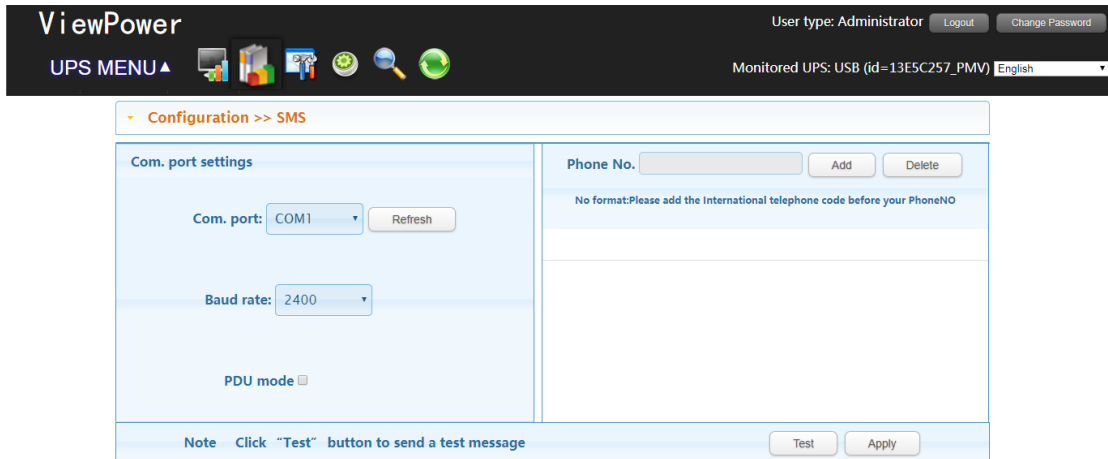 ViewPower
User type: Administrator Logout Change Password
UPS MENU▲
Monitored UPS: USB (id=13E5C257_PMV) English
Configuration >> SMS
Com. port settings
Phone No. Add Delete
No format:Please add the International telephone code before your PhoneNO
Com. port: COM1 Refresh
Baud rate: 2400
PDU mode
Note Click “Test” button to send a test message Test Apply